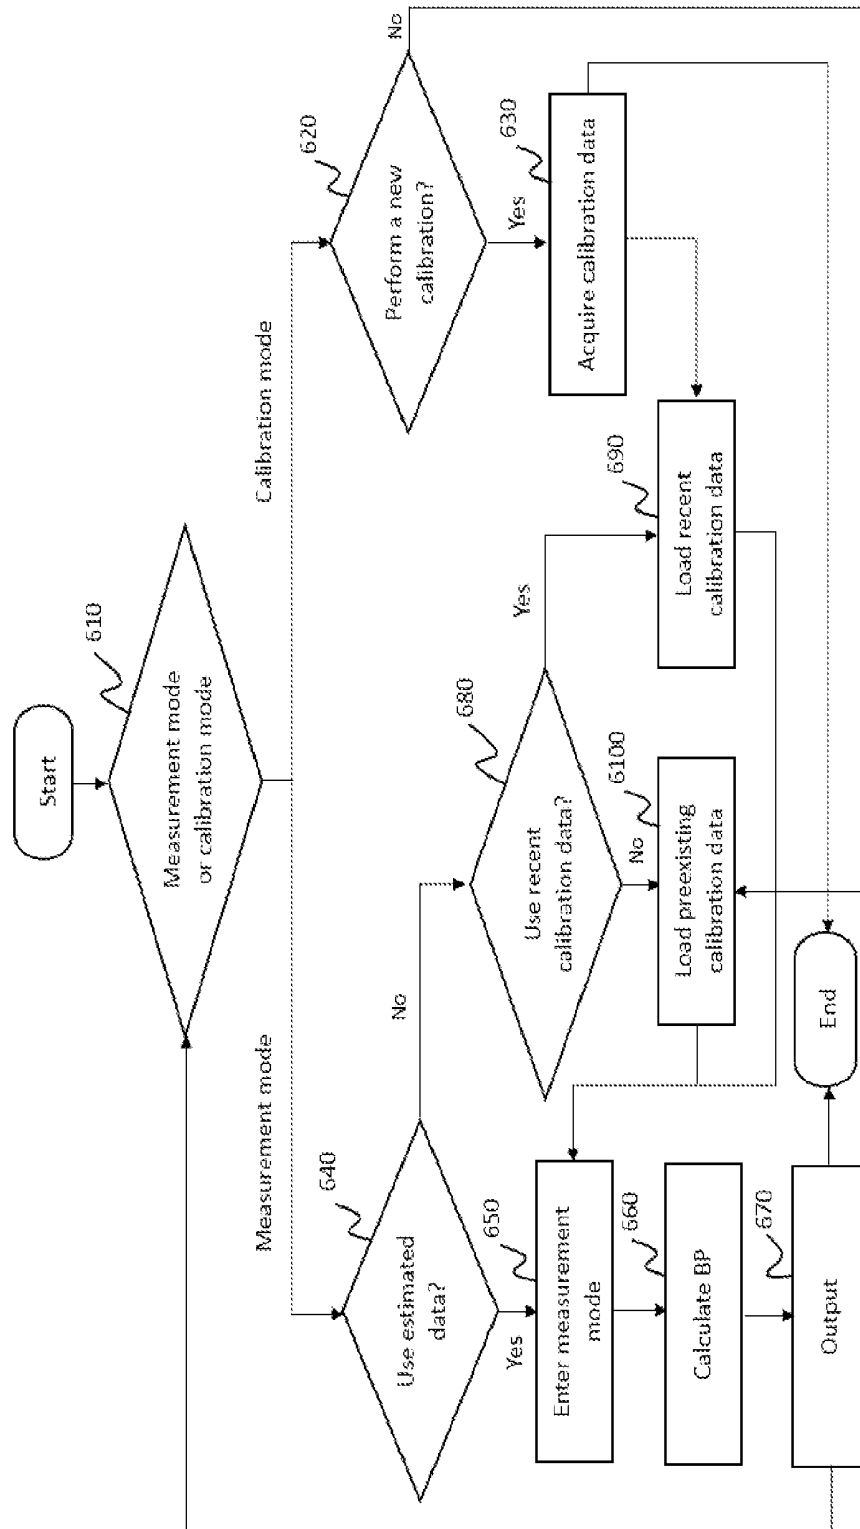 Start
610
Measurement mode
or calibration mode
Measurement mode
Calibration mode
640
Use estimated
data?
No
Yes
650
Enter measurement
mode
660
Calculate BP
670
Output
680
Use recent
calibration data?
Yes
No
6100
Load preexisting
calibration data
690
Load recent
calibration data
620
Perform a new
calibration?
No
Yes
630
Acquire calibration data
End